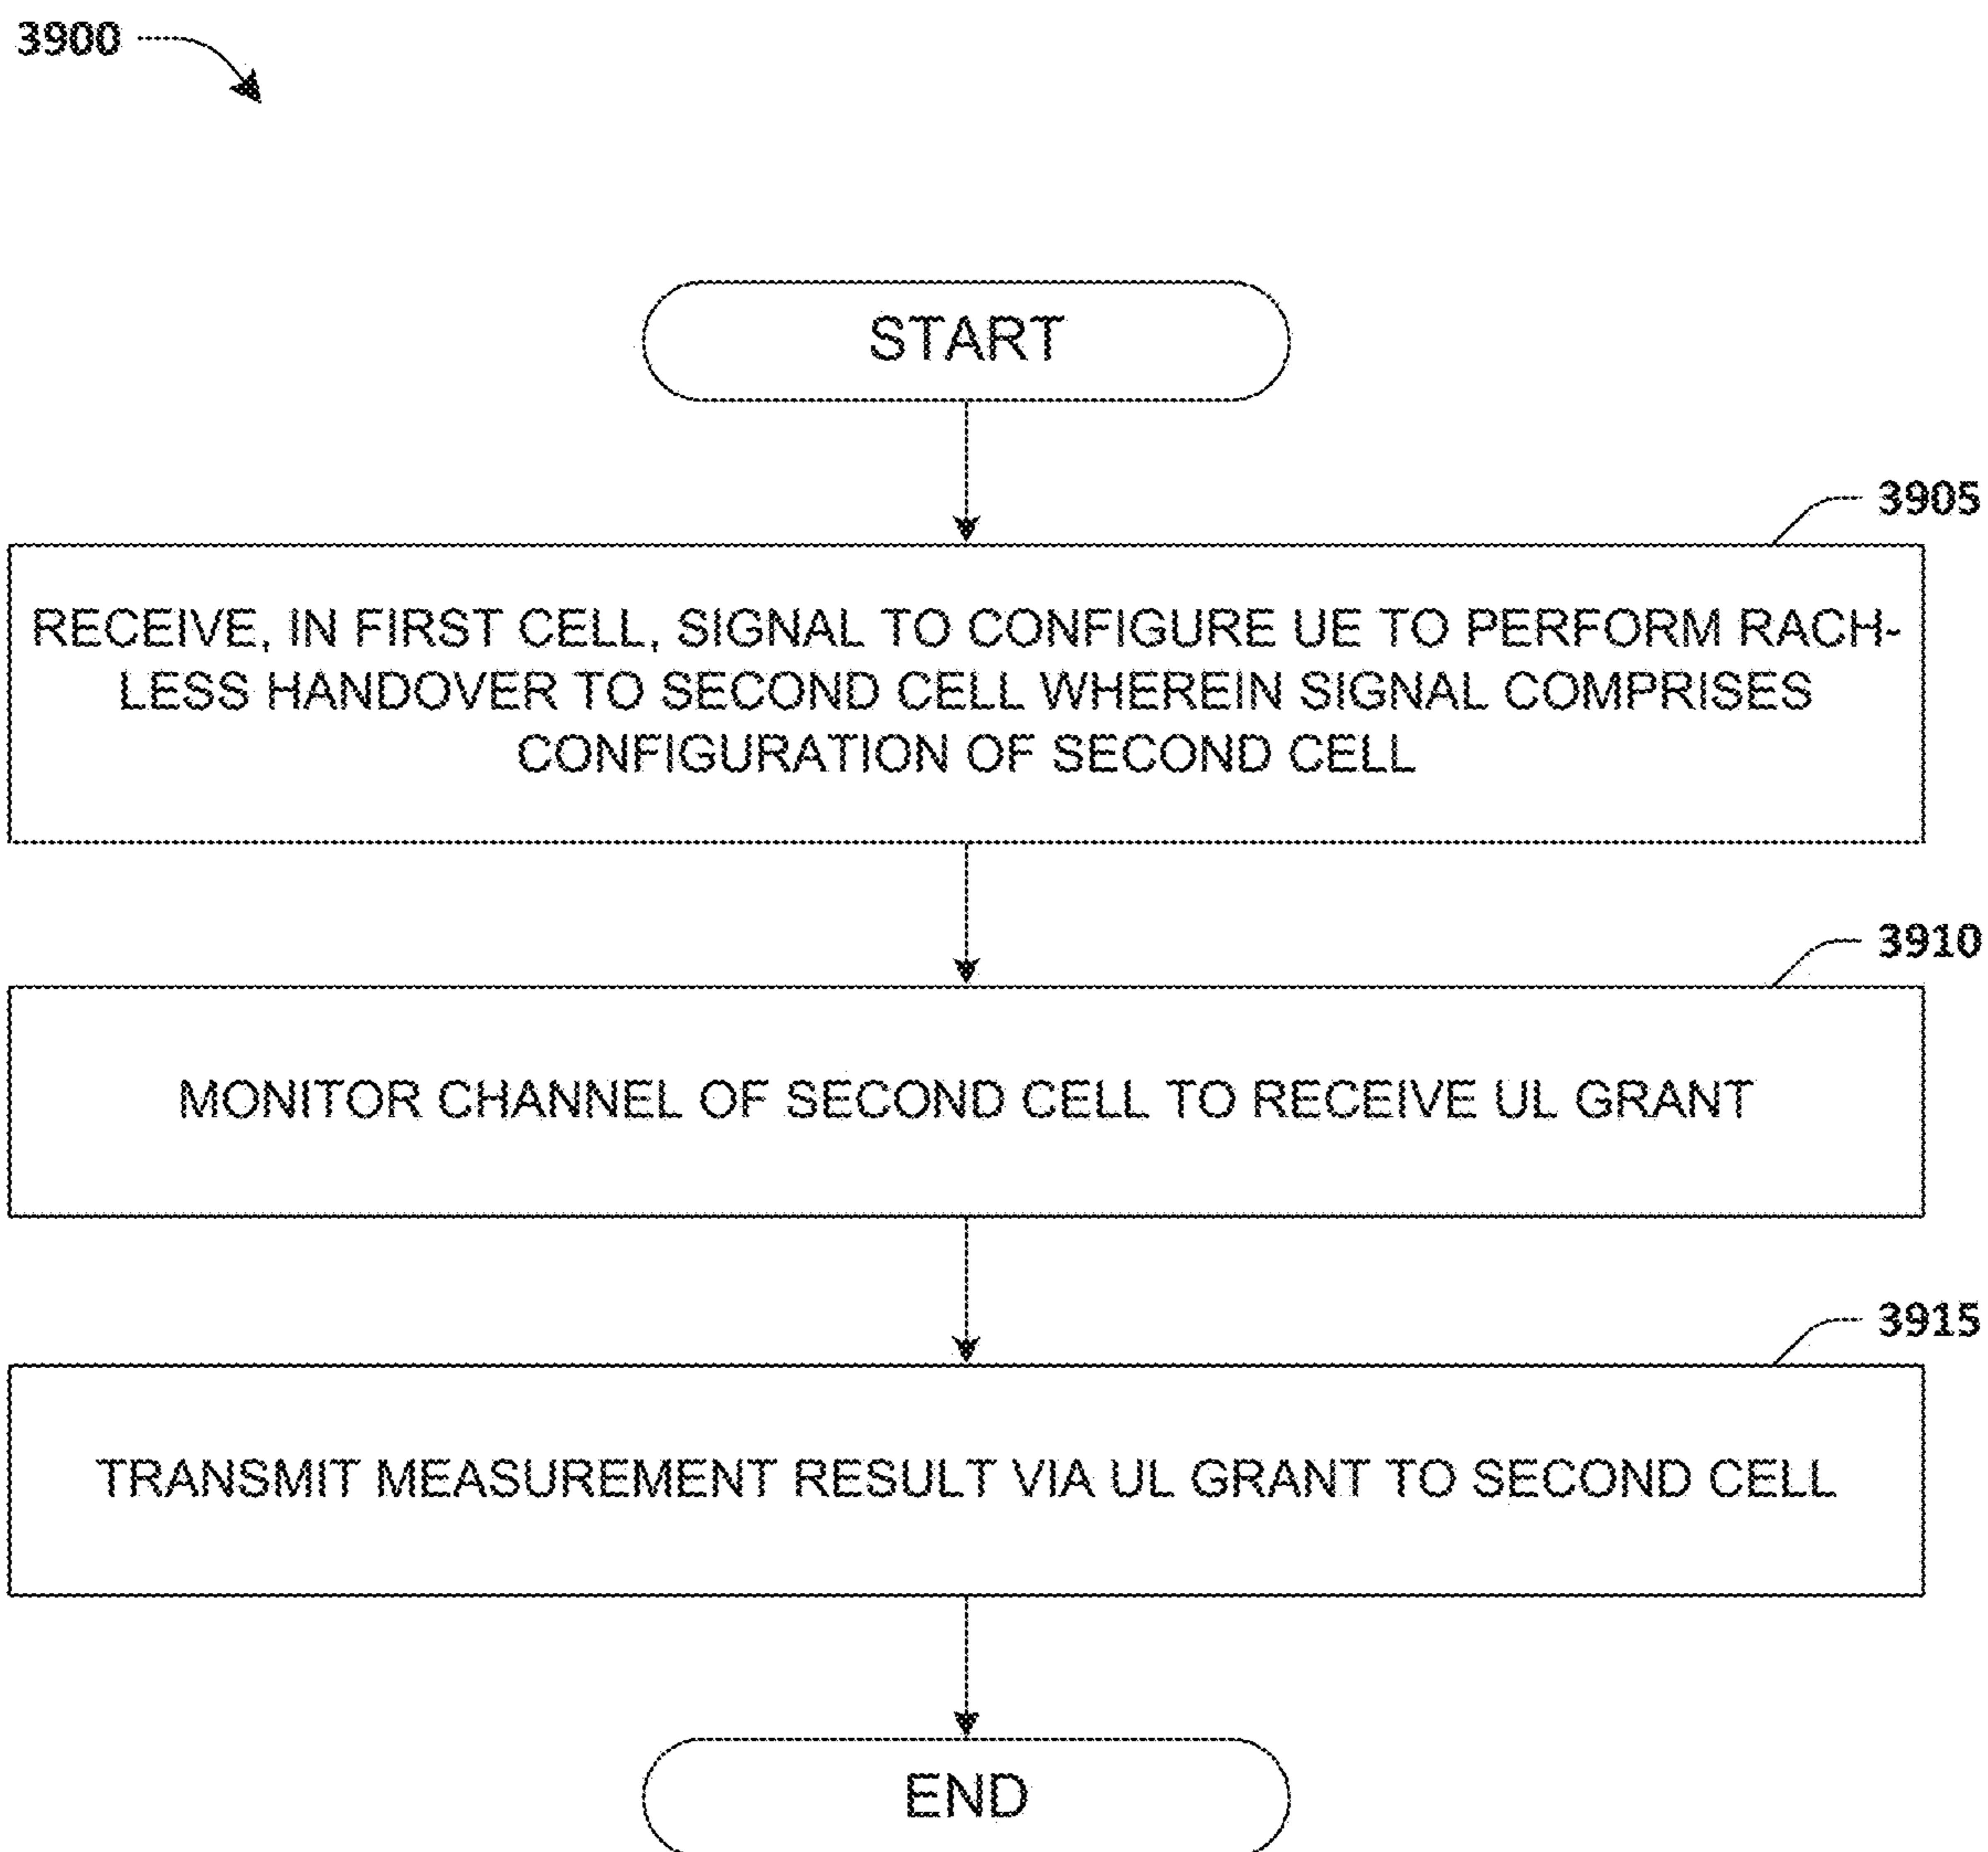 3900
START
3905
RECEIVE, IN FIRST CELL, SIGNAL TO CONFIGURE UE TO PERFORM RACH-
LESS HANDOVER TO SECOND CELL WHEREIN SIGNAL COMPRISES
CONFIGURATION OF SECOND CELL
3910
MONITOR CHANNEL OF SECOND CELL TO RECEIVE UL GRANT
3915
TRANSMIT MEASUREMENT RESULT VIA UL GRANT TO SECOND CELL
END